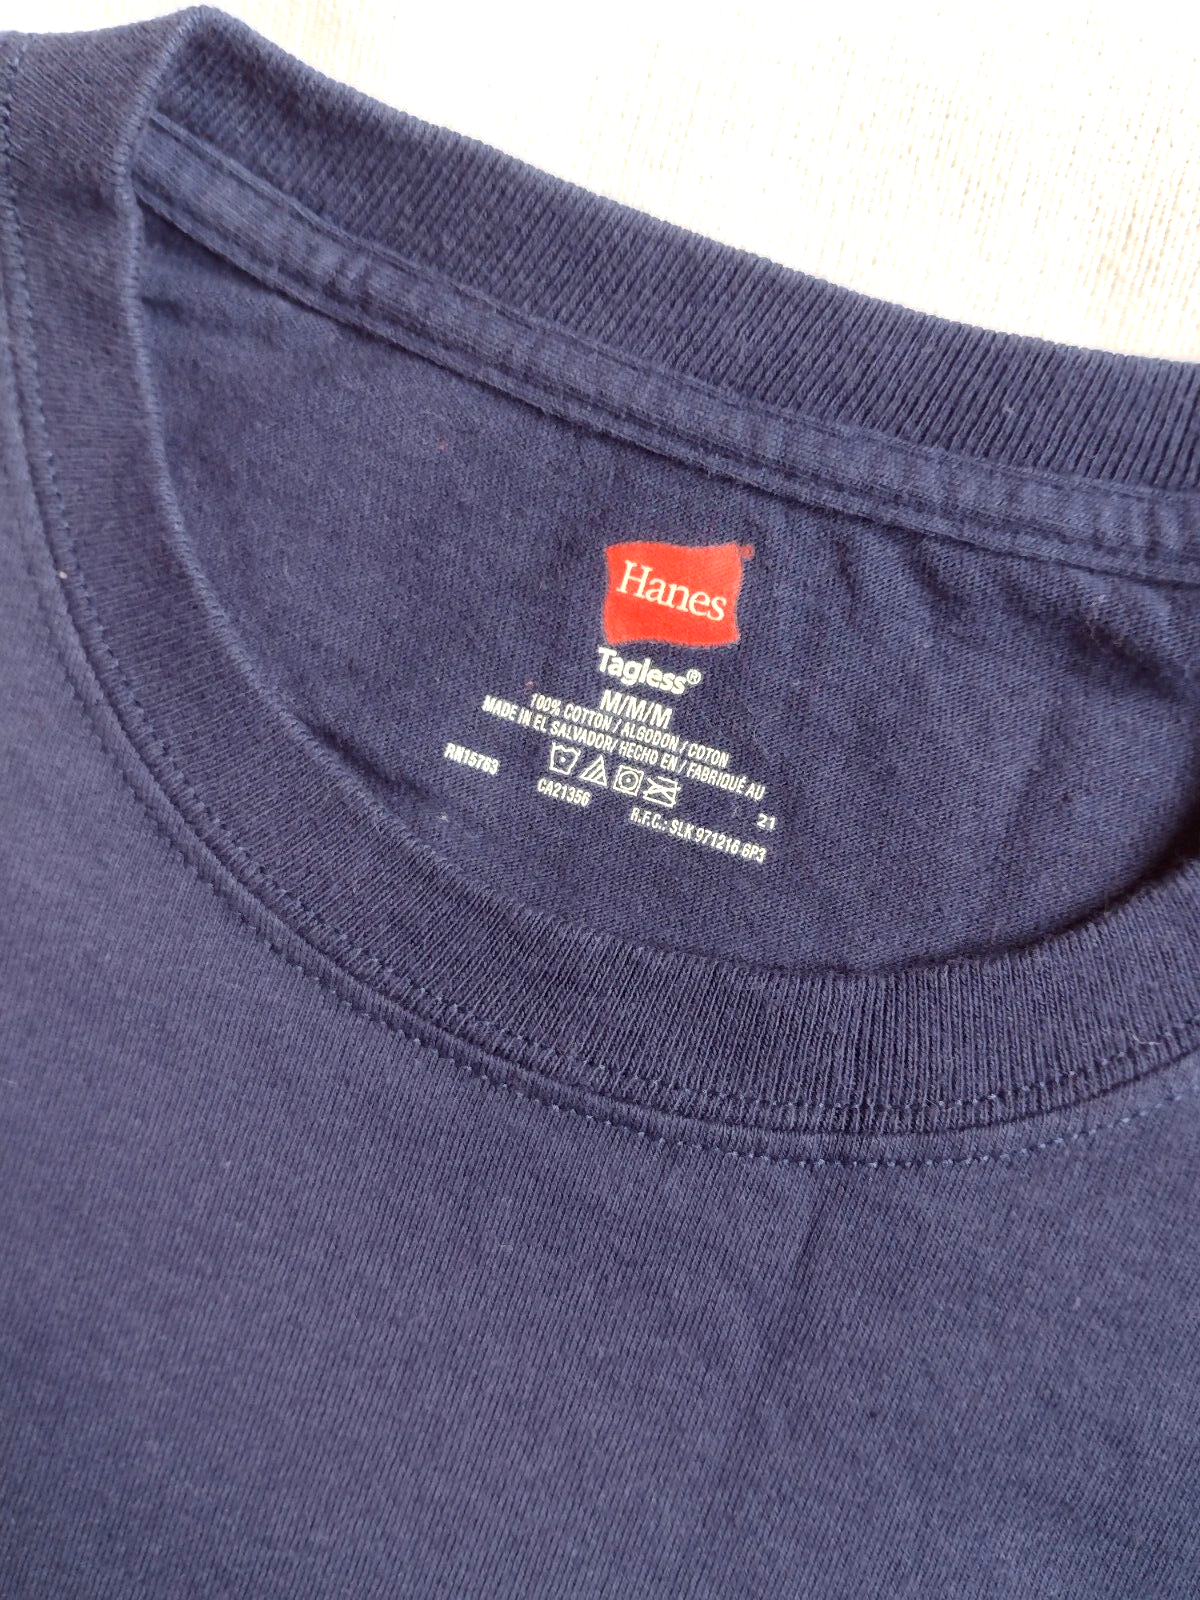 Hanes
Tagless®
M/M/M
100% COTTON / ALGODON / COTON
MADE IN EL SALVADOR/ HECHO EN / FABRIQUÉ AU
RN15763
CA21356
21
R.F.C.: SLK 971216 6P3